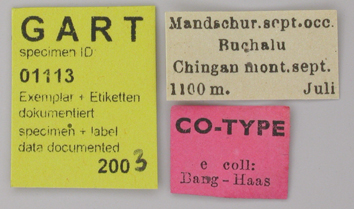 GART
specimen ID:
01113
Exemplar + Etiketten
dokumentiert
specimen + label
data documented
2003
Mandschur.sept.occ.
Buchalu
Chingan mont.sept.
1100 m. Juli
CO-TYPE
e coll:
Bang-Haas